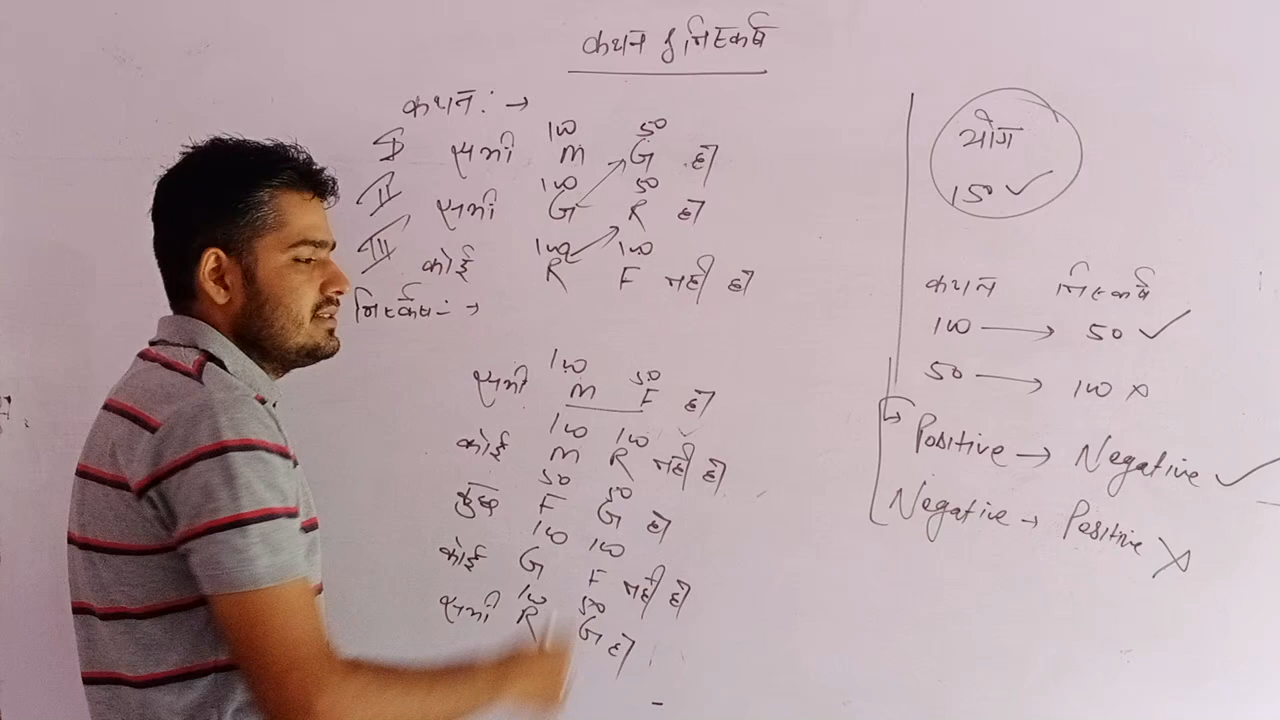 कथन & निष्कर्ष
कथन: →
100 50
I सभी M G हो
100 50
II सभी G R हो
100 100
III कोई R F नही हो
निष्कर्ष:- →
100 50
सभी M F हो
100 100
कोई M R नही हो
50 50
कुछ F G हो
100 100
कोई G F नही हो
100 50
सभी R G हो
योग
150 ✓
कथन निष्कर्ष
100 → 50 ✓
50 → 100 ×
Positive → Negative ✓
Negative → Positive ×